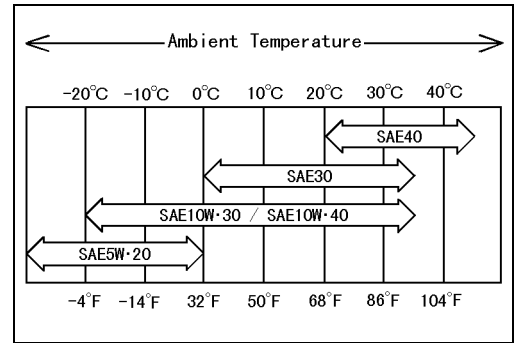 Ambient Temperature
-20°C -10°C 0°C 10°C 20°C 30°C 40°C
SAE40
SAE30
SAE10W·30 / SAE10W·40
SAE5W·20
-4°F -14°F 32°F 50°F 68°F 86°F 104°F